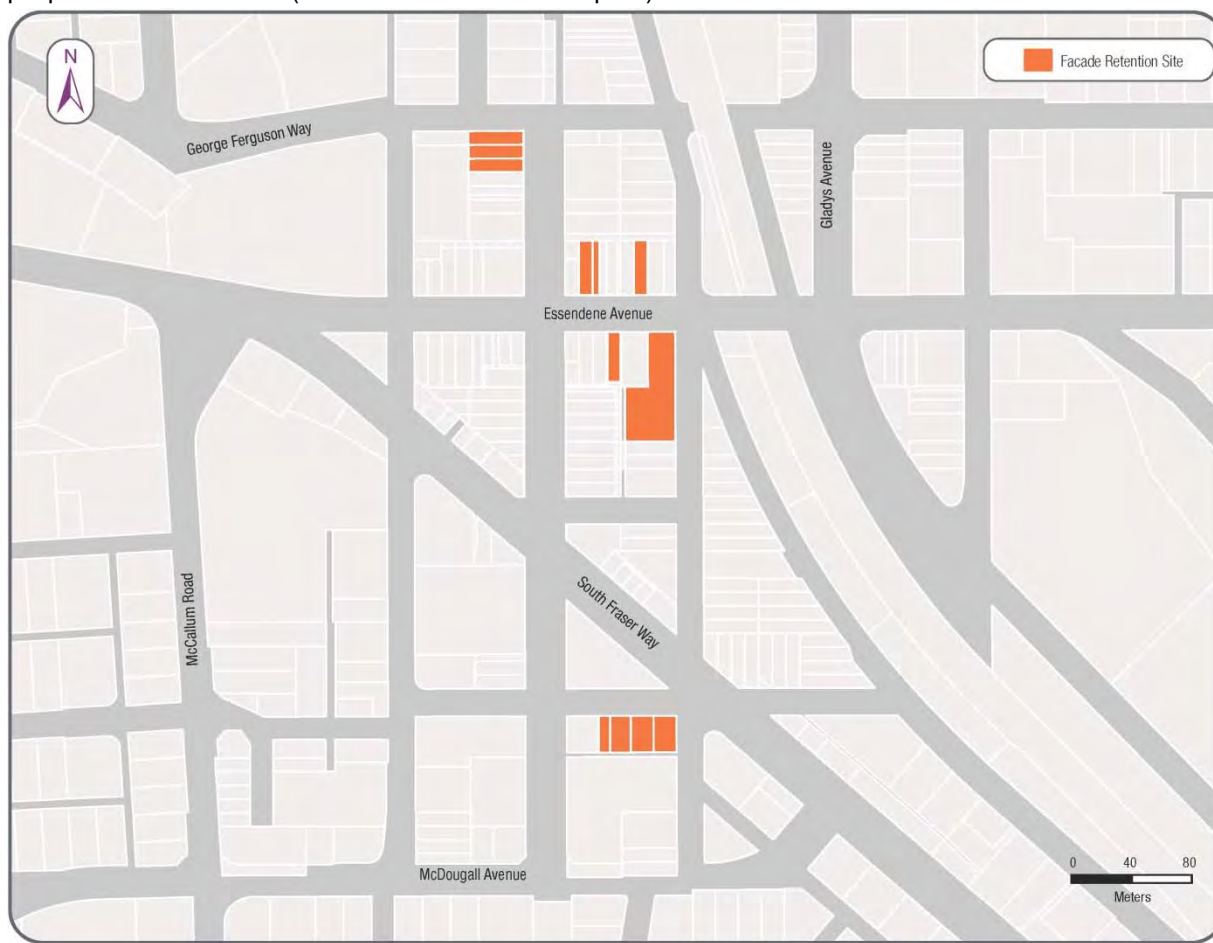 N
Facade Retention Site
George Ferguson Way
Gladys Avenue
Essendene Avenue
McCallum Road
South Fraser Way
McDougall Avenue
0 40 80
Meters